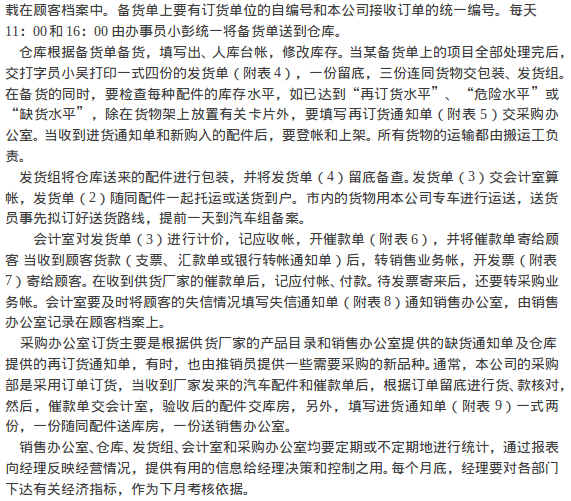 载在顾客档案中。备货单上要有订货单位的自编号和本公司接收订单的统一编号。每天
11：00和16：00由办事员小彭统一将备货单送到仓库。
仓库根据备货单备货，填写出、人库台帐，修改库存。当某备货单上的项目全部处理完后，
交打字员小吴打印一式四份的发货单（附表4），一份留底，三份连同货物交包装、发货组。
在备货的同时，要检查每种配件的库存水平，如已达到“再订货水平”、“危险水平”或
“缺货水平”，除在货物架上放置有关卡片外，要填写再订货通知单（附表5）交采购办
公室。当收到进货通知单和新购入的配件后，要登帐和上架。所有货物的运输都由搬运工负
责。
发货组将仓库送来的配件进行包装，并将发货单（4）留底备查。发货单（3）交会计室算
帐，发货单（2）随同配件一起托运或送货到户。市内的货物用本公司专车进行运送，送货
员事先拟订好送货路线，提前一天到汽车组备案。
会计室对发货单（3）进行计价，记应收帐，开催款单（附表6），并将催款单寄给顾
客 当收到顾客货款（支票、汇款单或银行转帐通知单）后，转销售业务帐，开发票（附表
7）寄给顾客。在收到供货厂家的催款单后，记应付帐、付款。待发票寄来后，还要转采购业
务帐。会计室要及时将顾客的失信情况填写失信通知单（附表8）通知销售办公室，由销售
办公室记录在顾客档案上。
采购办公室订货主要是根据供货厂家的产品目录和销售办公室提供的缺货通知单及仓库
提供的再订货通知单，有时，也由推销员提供一些需要采购的新品种。通常，本公司的采购
部是采用订单订货，当收到厂家发来的汽车配件和催款单后，根据订单留底进行货、款核对，
然后，催款单交会计室，验收后的配件交库房，另外，填写进货通知单（附表9）一式两
份，一份随同配件送库房，一份送销售办公室。
销售办公室、仓库、发货组、会计室和采购办公室均要定期或不定期地进行统计，通过报表
向经理反映经营情况，提供有用的信息给经理决策和控制之用。每个月底，经理要对各部门
下达有关经济指标，作为下月考核依据。